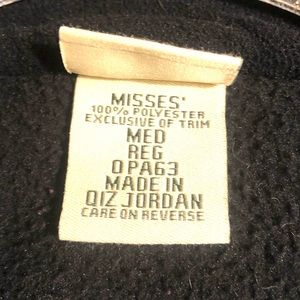 MISSES'
100% POLYESTER
EXCLUSIVE OF TRIM
MED
REG
0PA63
MADE IN
QIZ JORDAN
CARE ON REVERSE